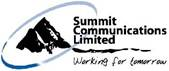 Summit
Communications
Limited
Working for tomorrow